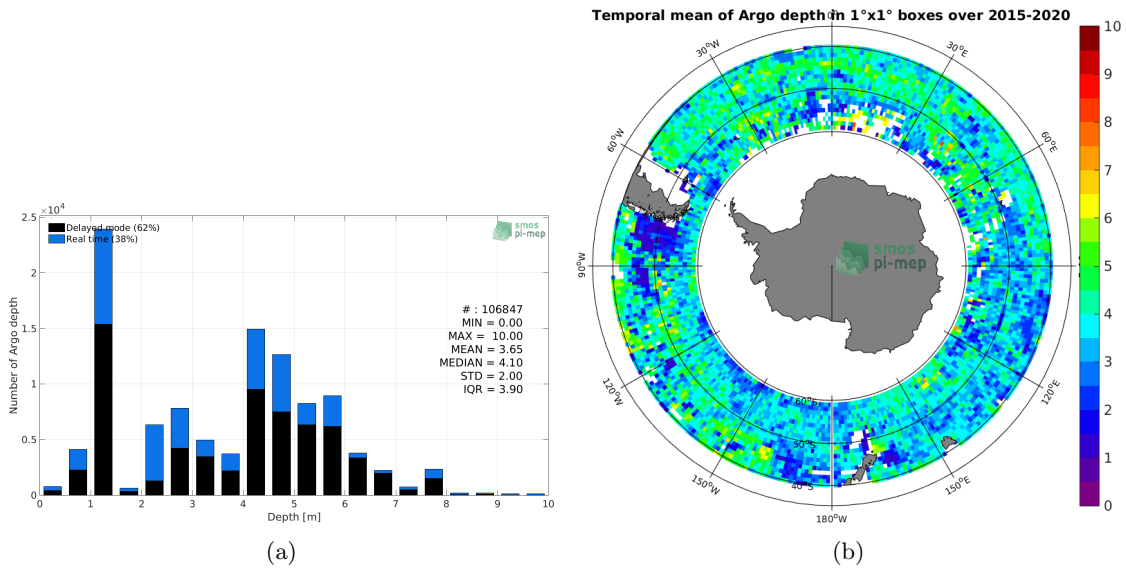 Temporal mean of Argo depth in 1°x1° boxes over 2015-2020
×10⁴
2.5
2
1.5
1
0.5
0
Number of Argo depth
Delayed mode (62%)
Real time (38%)
smos
pi-mep
# : 106847
MIN = 0.00
MAX = 10.00
MEAN = 3.65
MEDIAN = 4.10
STD = 2.00
IQR = 3.90
0 1 2 3 4 5 6 7 8 9 10
Depth [m]
(a)
30°W
30°E
60°W
60°E
90°W
120°W
120°E
150°W
150°E
180°W
60°S
50°S
40°S
smos
pi-mep
10
9
8
7
6
5
4
3
2
1
0
(b)